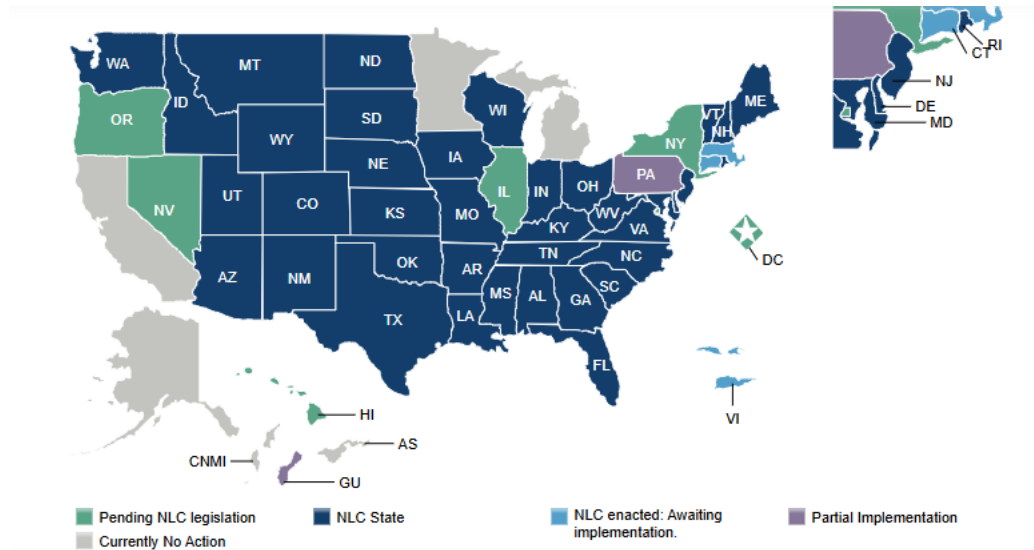 WA
MT
ND
ID
OR
SD
WI
WY
NE
IA
NV
UT
CO
KS
MO
IL
IN
OH
PA
NY
VT
NH
ME
WV
VA
KY
TN
NC
SC
AZ
NM
OK
AR
TX
LA
MS
AL
GA
FL
RI
CT
NJ
DE
MD
DC
VI
HI
AS
CNMI
GU
Pending NLC legislation
NLC State
NLC enacted: Awaiting
implementation.
Partial Implementation
Currently No Action